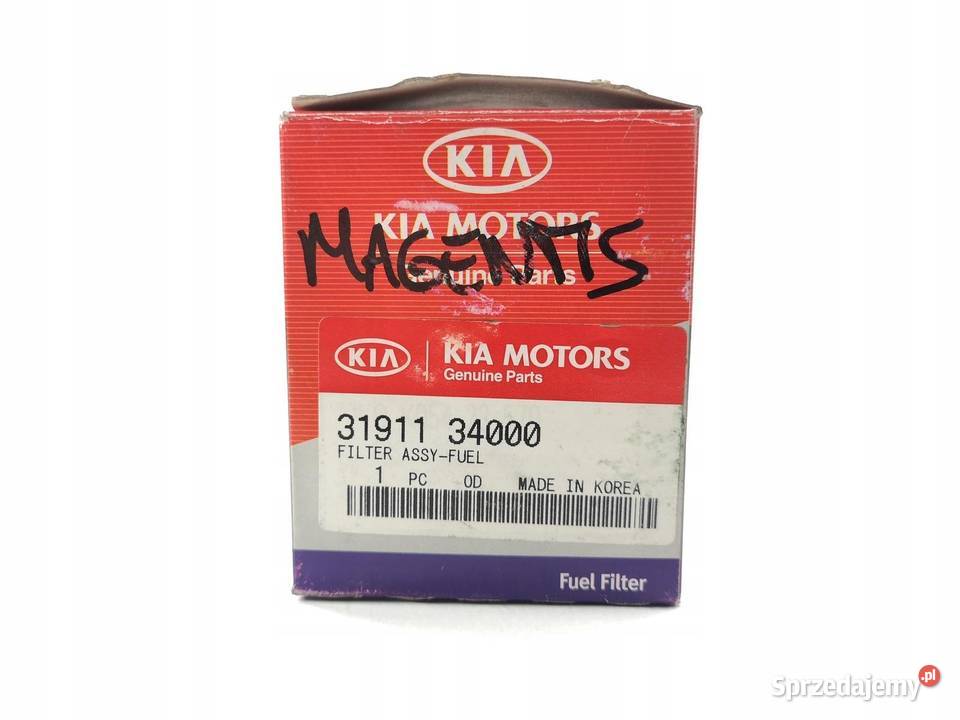 KIA
KIA MOTORS
Genuine Parts
MAGENTTS
KIA KIA MOTORS
Genuine Parts
31911 34000
FILTER ASSY-FUEL
1 PC OD MADE IN KOREA
Fuel Filter
Sprzedajemy.pl